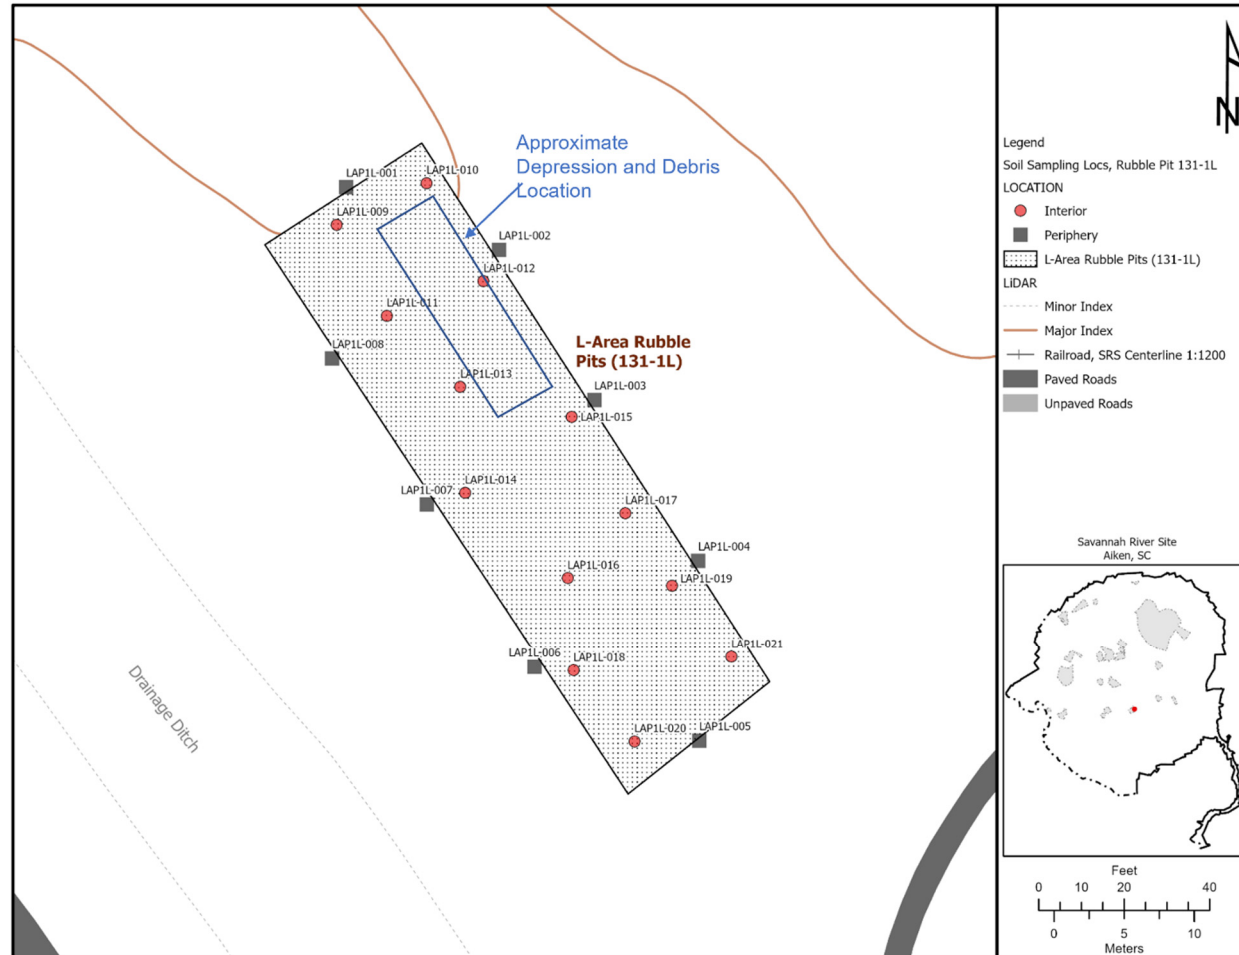 Approximate
Depression and Debris
Location
LAP1L-010
LAP1L-001
LAP1L-009
LAP1L-002
LAP1L-012
LAP1L-011
LAP1L-008
L-Area Rubble
Pits (131-1L)
LAP1L-013
LAP1L-003
LAP1L-015
LAP1L-014
LAP1L-007
LAP1L-017
LAP1L-004
LAP1L-016
LAP1L-019
LAP1L-021
LAP1L-006
LAP1L-018
LAP1L-020
LAP1L-005
Drainage Ditch
N
Legend
Soil Sampling Locs, Rubble Pit 131-1L
LOCATION
Interior
Periphery
L-Area Rubble Pits (131-1L)
LiDAR
Minor Index
Major Index
Railroad, SRS Centerline 1:1200
Paved Roads
Unpaved Roads
Savannah River Site
Aiken, SC
Feet
0 10 20 40
0 5 10
Meters